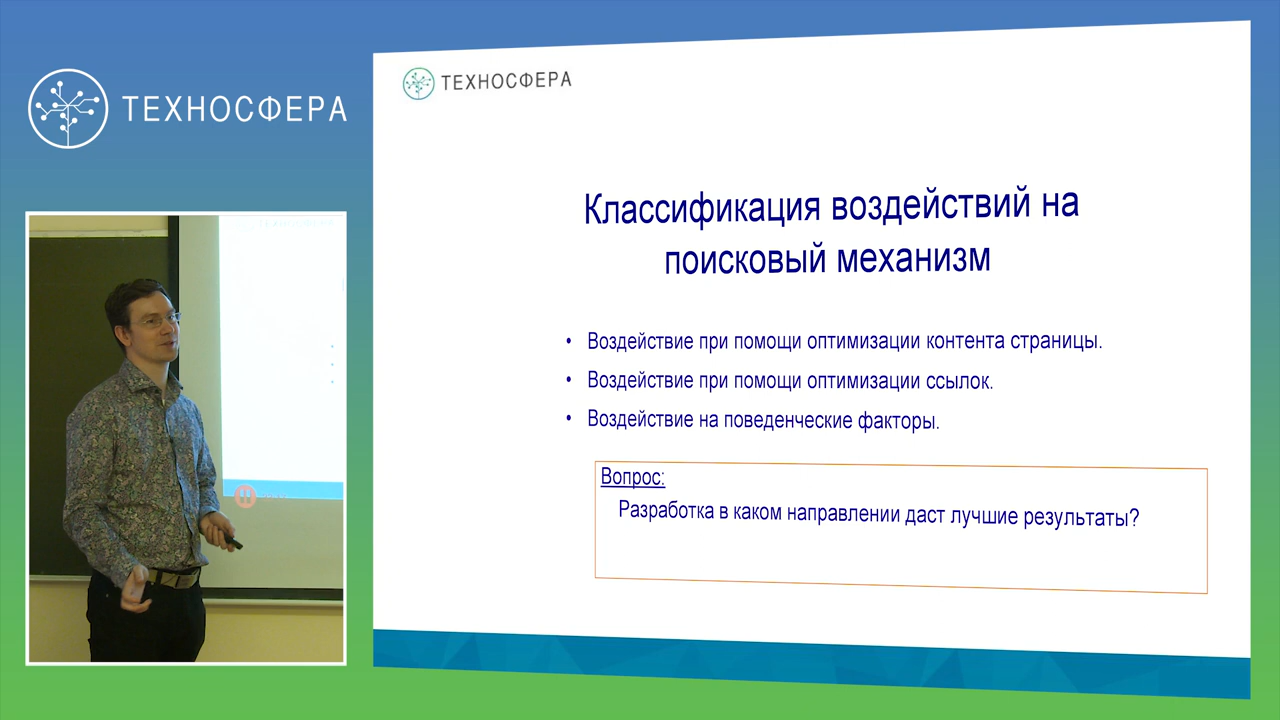 ТЕХНОСФЕРА
ТЕХНОСФЕРА
Классификация воздействий на
поисковый механизм
• Воздействие при помощи оптимизации контента страницы.
• Воздействие при помощи оптимизации ссылок.
• Воздействие на поведенческие факторы.
Вопрос:
Разработка в каком направлении даст лучшие результаты?